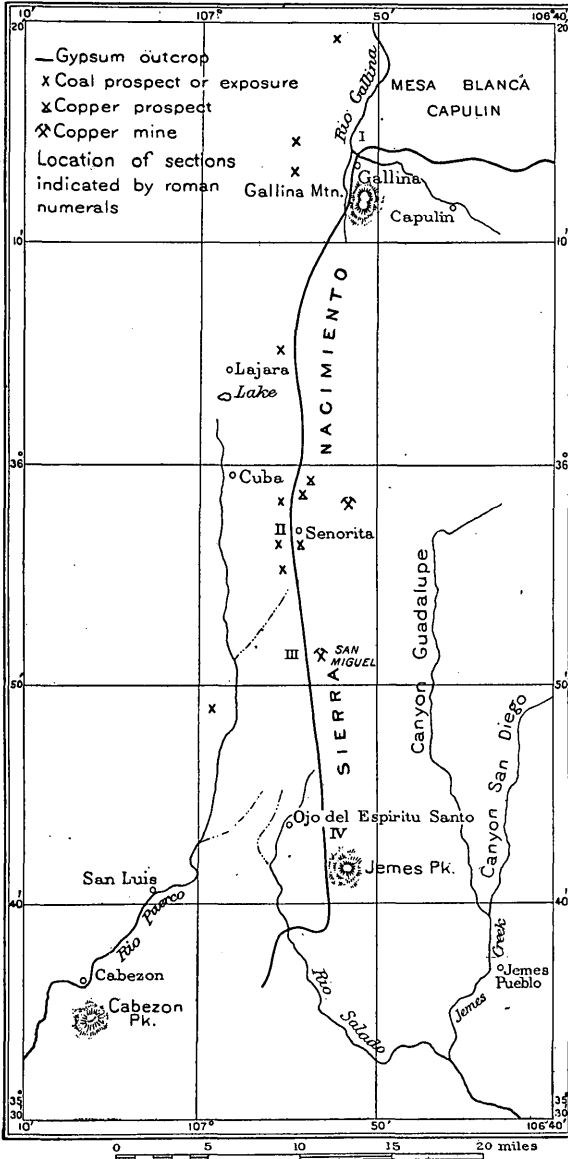 10′ 107° 50′ 106°40′
20′
Gypsum outcrop
x Coal prospect or exposure
Copper prospect
Copper mine
Location of sections
indicated by roman
numerals
Rio Gallina
MESA BLANCA
CAPULIN
I
Gallina
Gallina Mtn.
Capulin
10′ 10′
NACIMIENTO
Lajara
Lake
36° 36°
Cuba
II
Senorita
Canyon Guadalupe
III
SAN
MIGUEL
50′ 50′
SIERRA
Canyon San Diego
Ojo del Espiritu Santo
IV
Jemes Pk.
San Luis
40′ 40′
Rio Puerco
Creek
Jemes
Pueblo
Cabezon
Rio
Jemes
Cabezon
Pk.
Salado
35° 35°
30′ 30′
10′ 107° 50′ 106°40′
0 5 10 15 20 miles